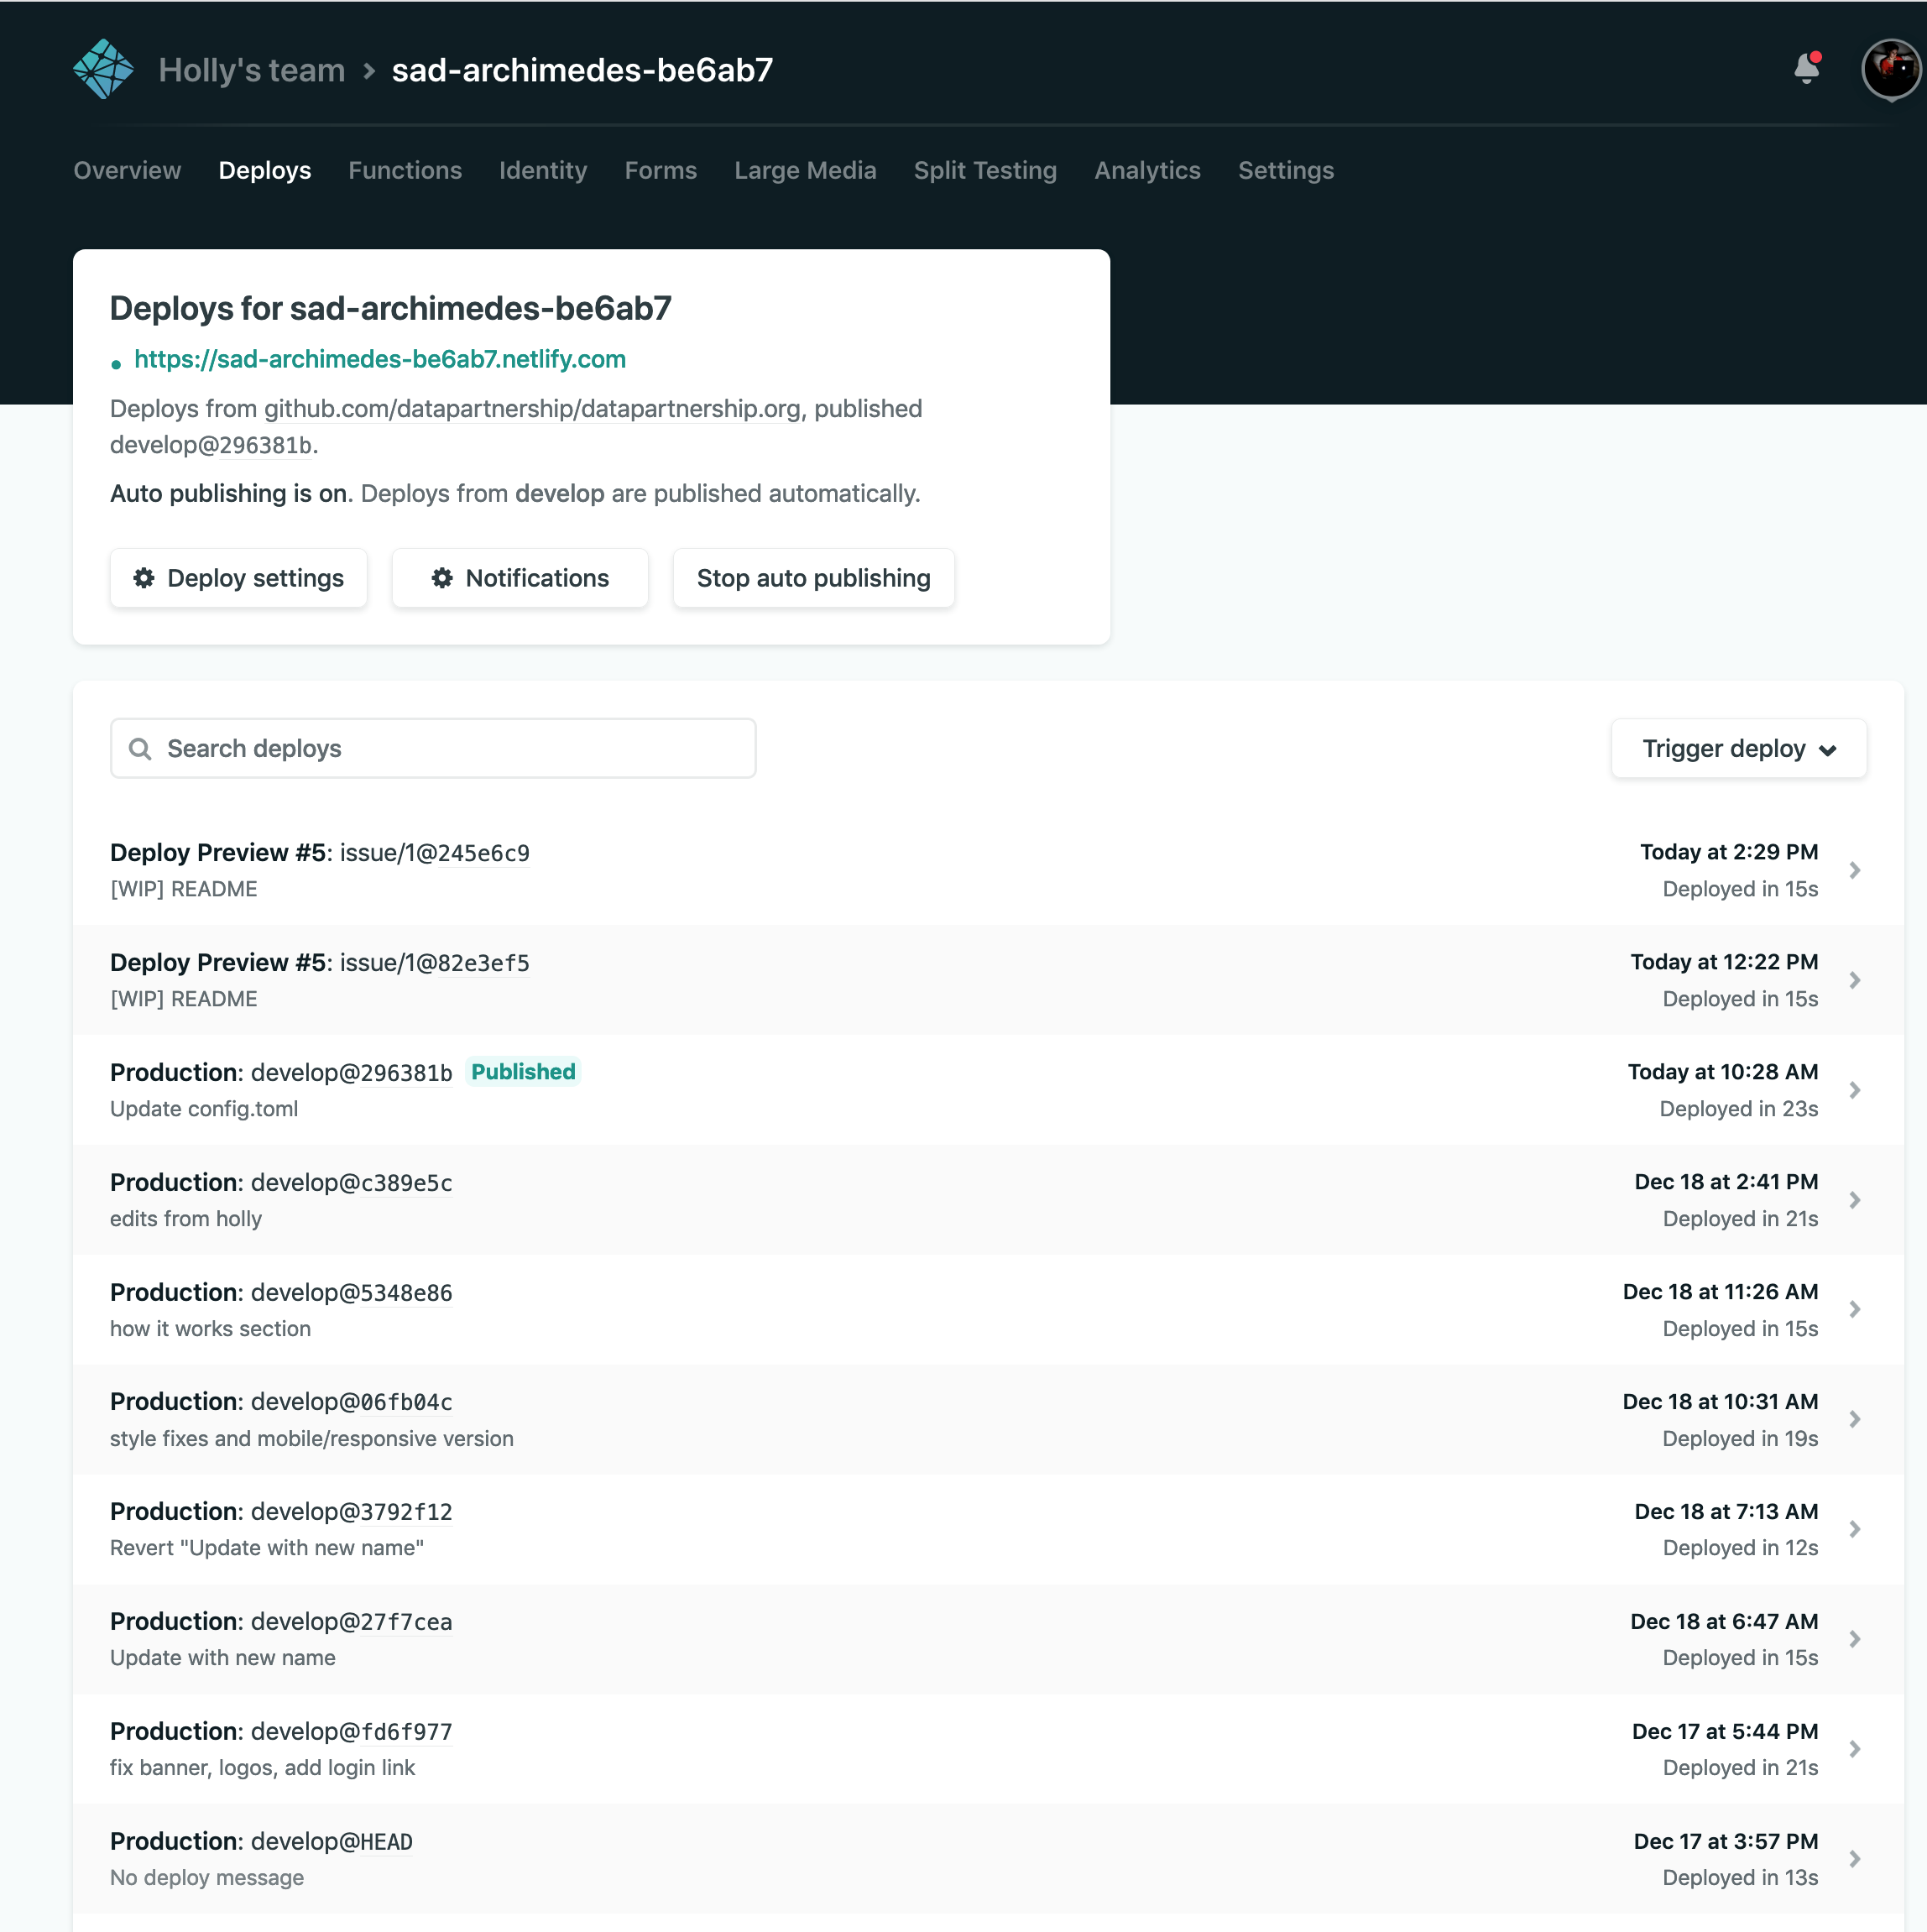 Holly's team > sad-archimedes-be6ab7
Overview Deploys Functions Identity Forms Large Media Split Testing Analytics Settings
Deploys for sad-archimedes-be6ab7
https://sad-archimedes-be6ab7.netlify.com
Deploys from github.com/datapartnership/datapartnership.org, published
develop@296381b.
Auto publishing is on. Deploys from develop are published automatically.
Deploy settings Notifications Stop auto publishing
Search deploys Trigger deploy
Deploy Preview #5: issue/1@245e6c9 Today at 2:29 PM
[WIP] README Deployed in 15s
Deploy Preview #5: issue/1@82e3ef5 Today at 12:22 PM
[WIP] README Deployed in 15s
Production: develop@296381b Published Today at 10:28 AM
Update config.toml Deployed in 23s
Production: develop@c389e5c Dec 18 at 2:41 PM
edits from holly Deployed in 21s
Production: develop@5348e86 Dec 18 at 11:26 AM
how it works section Deployed in 15s
Production: develop@06fb04c Dec 18 at 10:31 AM
style fixes and mobile/responsive version Deployed in 19s
Production: develop@3792f12 Dec 18 at 7:13 AM
Revert "Update with new name" Deployed in 12s
Production: develop@27f7cea Dec 18 at 6:47 AM
Update with new name Deployed in 15s
Production: develop@fd6f977 Dec 17 at 5:44 PM
fix banner, logos, add login link Deployed in 21s
Production: develop@HEAD Dec 17 at 3:57 PM
No deploy message Deployed in 13s